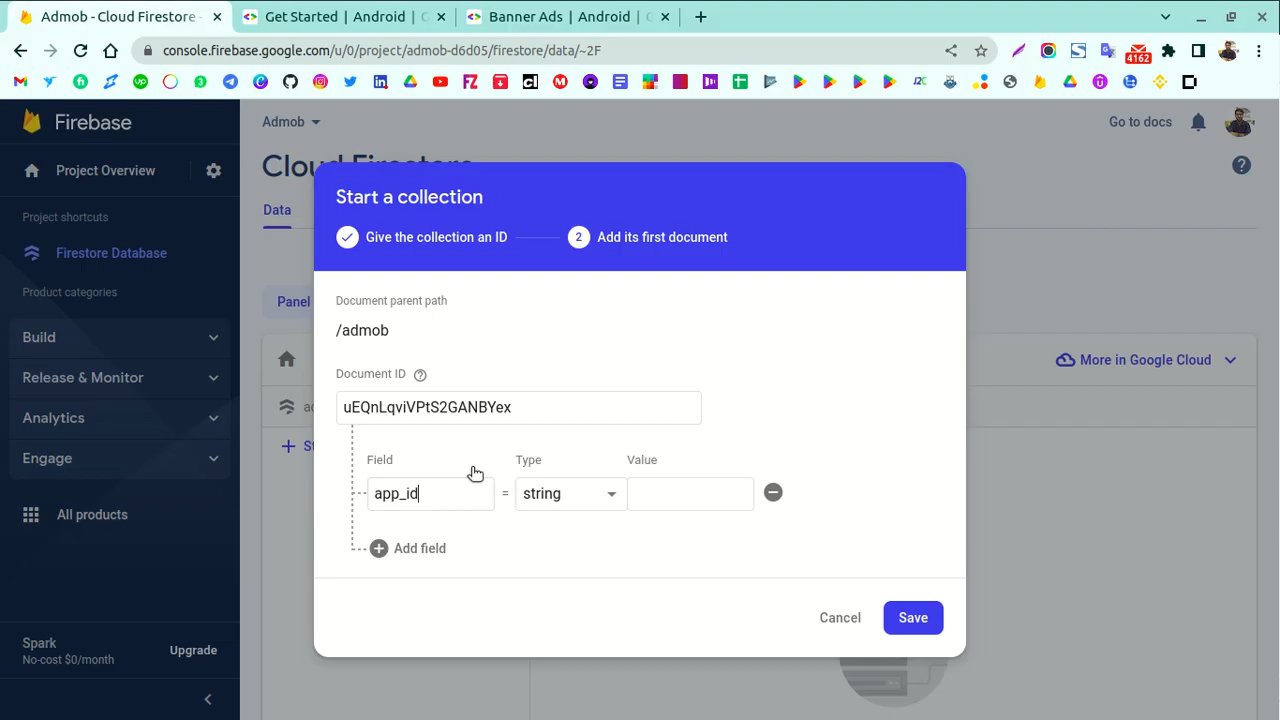 Admob - Cloud Firestore -
Get Started | Android | C
Banner Ads | Android | C
console.firebase.google.com/u/0/project/admob-d6d05/firestore/data/~2F
4162
Firebase
Admob
Go to docs
Cloud Firestore
Project Overview
Project shortcuts
Data
Firestore Database
Product categories
Build
Panel
Release & Monitor
More in Google Cloud
Analytics
Engage
All products
Spark
No-cost $0/month
Upgrade
Start a collection
Give the collection an ID
2
Add its first document
Document parent path
/admob
Document ID
uEQnLqviVPtS2GANBYex
Field
Type
Value
app_id
=
string
Add field
Cancel
Save